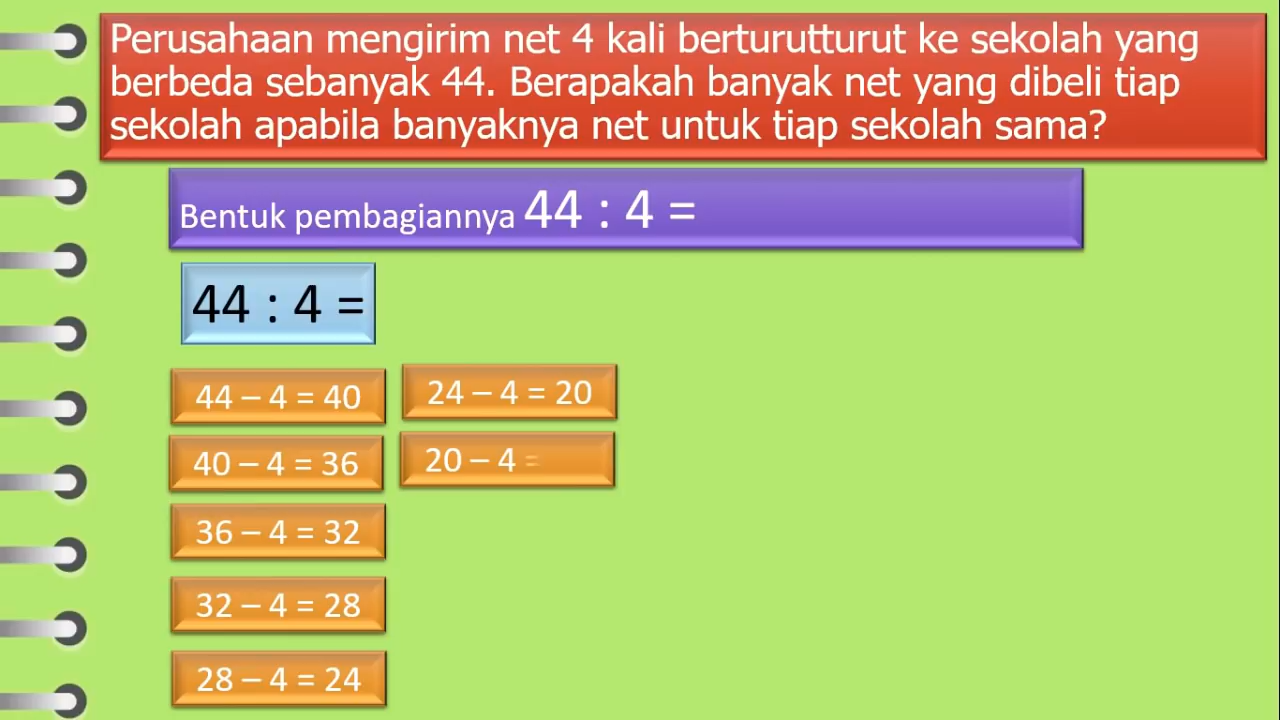 Perusahaan mengirim net 4 kali berturutturut ke sekolah yang
berbeda sebanyak 44. Berapakah banyak net yang dibeli tiap
sekolah apabila banyaknya net untuk tiap sekolah sama?
Bentuk pembagiannya 44 : 4 =
44 : 4 =
44 – 4 = 40
40 – 4 = 36
36 – 4 = 32
32 – 4 = 28
28 – 4 = 24
24 – 4 = 20
20 – 4 =